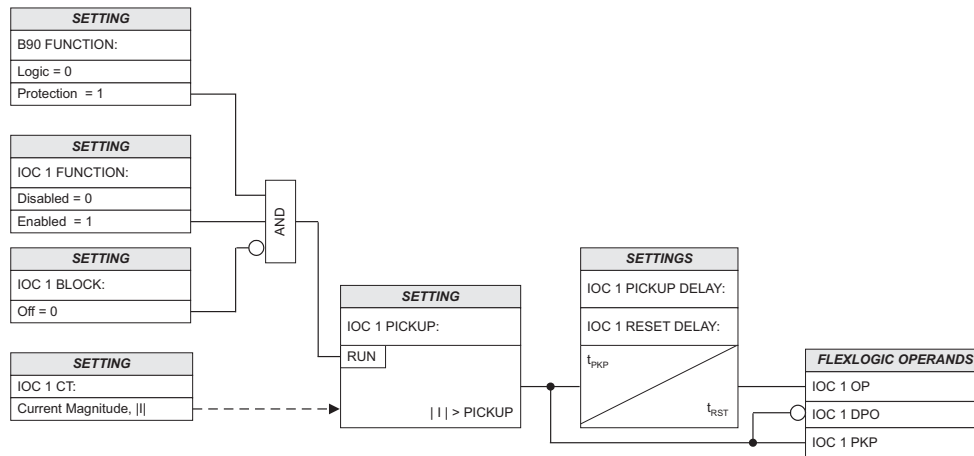 SETTING
B90 FUNCTION:
Logic = 0
Protection = 1
SETTING
IOC 1 FUNCTION:
Disabled = 0
Enabled = 1
SETTING
IOC 1 BLOCK:
Off = 0
SETTING
IOC 1 CT:
Current Magnitude, |I|
AND
SETTING
IOC 1 PICKUP:
RUN
| I | > PICKUP
SETTINGS
IOC 1 PICKUP DELAY:
IOC 1 RESET DELAY:
tPKP
tRST
FLEXLOGIC OPERANDS
IOC 1 OP
IOC 1 DPO
IOC 1 PKP